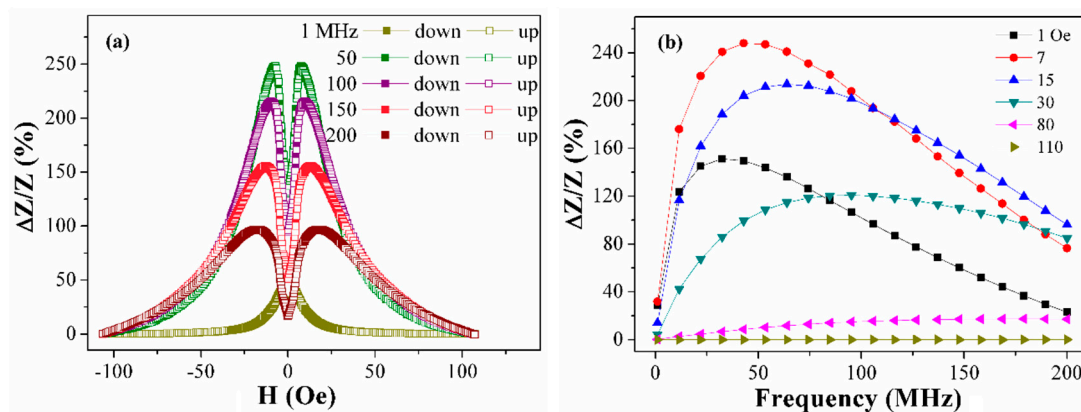 (a)
1 MHz down up
50 down up
100 down up
150 down up
200 down up
250
200
150
100
50
0
ΔZ/Z (%)
-100 -50 0 50 100
H (Oe)
(b)
1 Oe
7
15
30
80
110
240
200
160
120
80
40
0
ΔZ/Z (%)
0 50 100 150 200
Frequency (MHz)